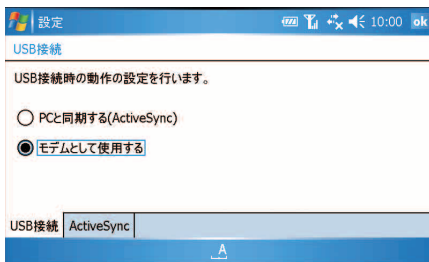 設定 10:00 ok
USB接続
USB接続時の動作の設定を行います。
PCと同期する(ActiveSync)
モデムとして使用する
USB接続 ActiveSync
A